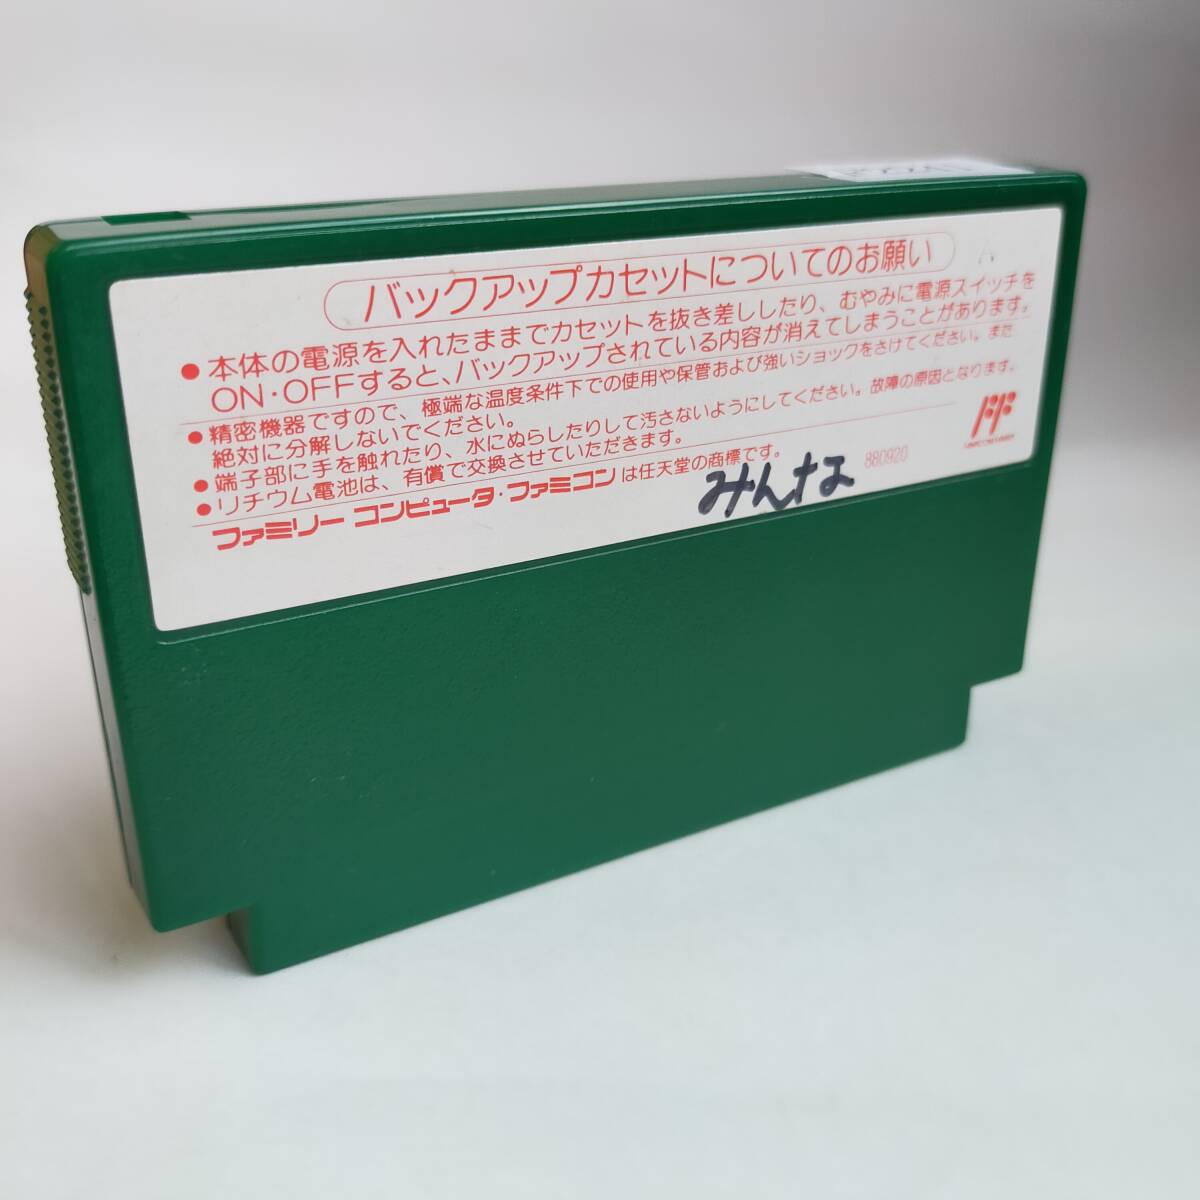 バックアップカセットについてのお願い
●本体の電源を入れたままでカセットを抜き差ししたり、むやみに電源スイッチを
ON・OFFすると、バックアップされている内容が消えてしまうことがあります。
●精密機器ですので、極端な温度条件下での使用や保管および強いショックをさけてください。また
絶対に分解しないでください。
●端子部に手を触れたり、水にぬらしたりして汚さないようにしてください。故障の原因となります。
●リチウム電池は、有償で交換させていただきます。
ファミリーコンピュータ・ファミコンは任天堂の商標です。
880920
みんな